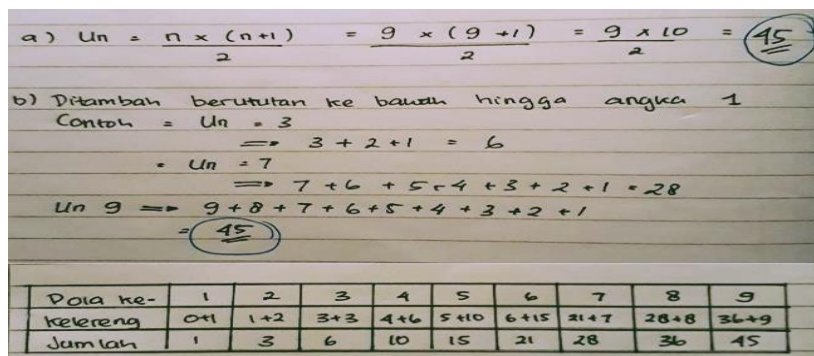 a) Un = n x (n+1) / 2 = 9 x (9+1) / 2 = 9 x 10 / 2 = 45
b) Ditambah berututan ke bawah hingga angka 1
Contoh = Un = 3
=> 3 + 2 + 1 = 6
• Un = 7
=> 7 + 6 + 5 + 4 + 3 + 2 + 1 = 28
Un 9 => 9 + 8 + 7 + 6 + 5 + 4 + 3 + 2 + 1
= 45
Pola ke- 1 2 3 4 5 6 7 8 9
Kelereng 0+1 1+2 3+3 4+6 5+10 6+15 21+7 28+8 36+9
Jumlah 1 3 6 10 15 21 28 36 45